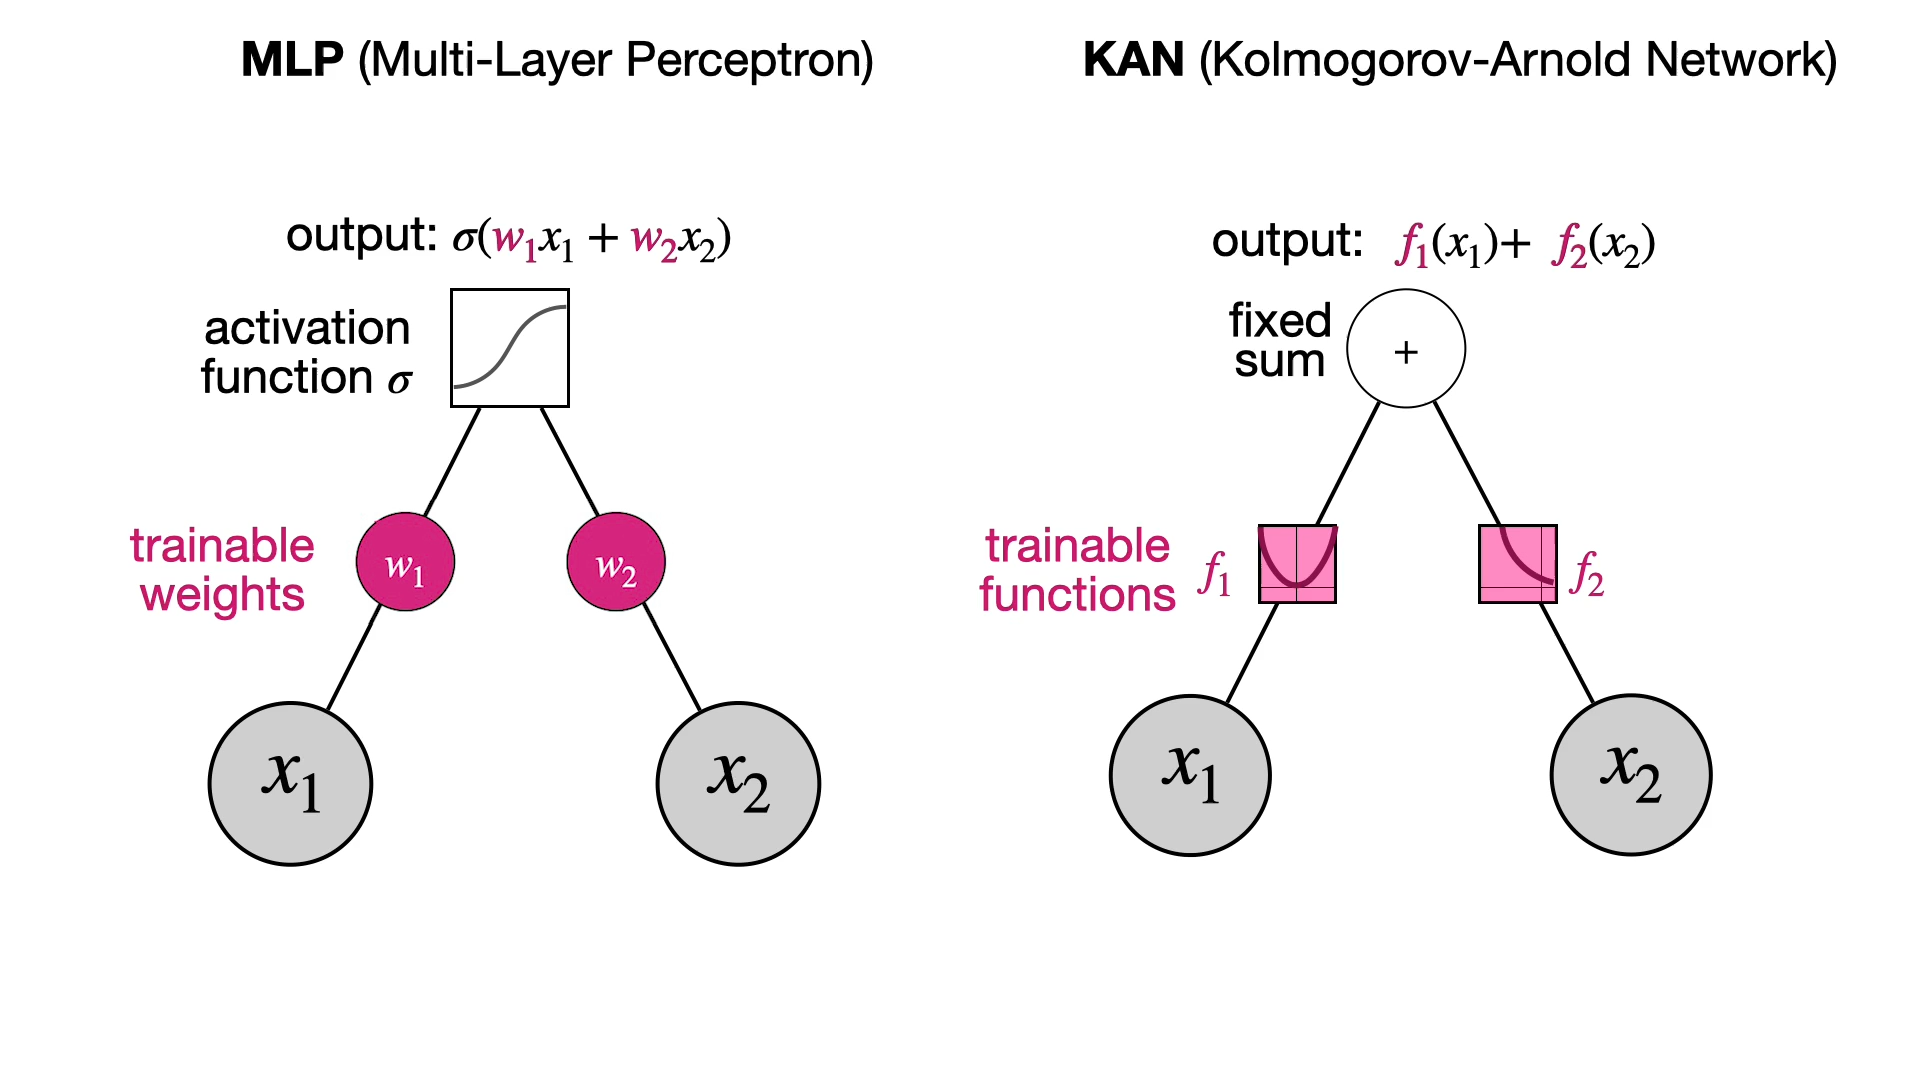 MLP (Multi-Layer Perceptron)
output: σ(w₁x₁ + w₂x₂)
activation
function σ
trainable
weights
w₁
w₂
x₁
x₂
KAN (Kolmogorov-Arnold Network)
output: f₁(x₁)+ f₂(x₂)
fixed
sum
+
trainable
functions
f₁
f₂
x₁
x₂